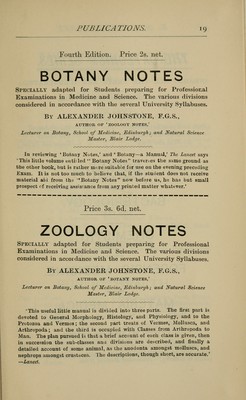 PUBLICATIONS. 19
Fourth Edition. Price 2s. net.
BOTANY NOTES
SPECIALLY adapted for Students preparing for Professional
Examinations in Medicine and Science. The various divisions
considered in accordance with the several University Syllabuses.
BY ALEXANDER JOHNSTONE, F.G.S.,
AUTHOR OF 'ZOOLOGY NOTES,'
Lecturer on Botany, School of Medicine, Edinburgh; and Natural Science
Master, Blair Lodge.
In reviewing 'Botany Notes,' and 'Botany—a Manual,' The Lancet says
'This little volume entitled "Botany Notes" traverses the same ground as
the other book, but is rather more suitable for use on the evening preceding
Exam. It is not too much to believe that, if the student does not receive
material aid from the "Botany Notes" now before us, he has but small
prospect of receiving assistance from any printed matter whatever.'
Price 5s. 6d. net.
ZOOLOGY NOTES
SPECIALLY adapted for Students preparing for Professional
Examinations in Medicine and Science. The various divisions
considered in accordance with the several University Syllabuses.
BY ALEXANDER JOHNSTONE, F.G.S.,
AUTHOR OF 'BOTANY NOTES,'
Lecturer on Botany, School of Medicine, Edinburgh; and Natural Science
Master, Blair Lodge.
'This useful little manual is divided into three parts. The first part is
devoted to General Morphology, Histology, and Physiology, and to the
Protozoa and Vermes; the second part treats of Vermes, Mollusca, and
Arthropoda; and the third is occupied with Classes from Arthropoda to
Man. The plan pursued is that a brief account of each class is given, then
in succession the sub-classes and divisions are described, and finally a
detailed account of some animal, as the anodonta amongst molluscs, and
nephrops amongst crustacea. The descriptions, though short, are accurate.'
—Lancet.